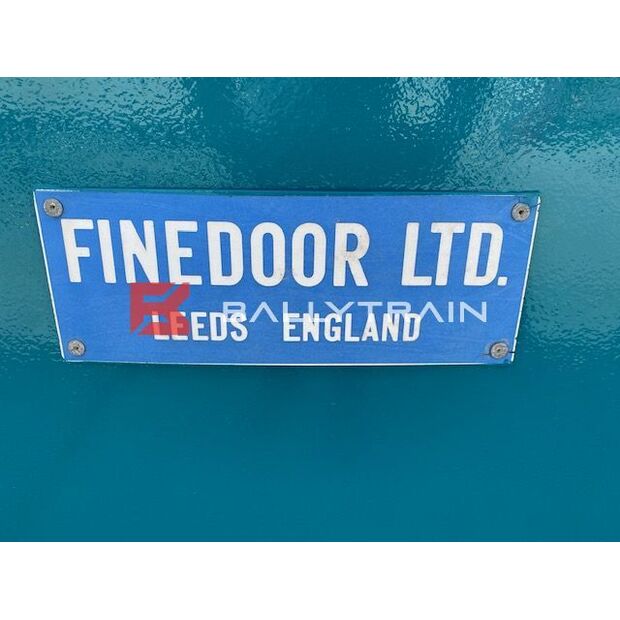 FINEDOOR LTD.
BALLYTRAIN
LEEDS ENGLAND